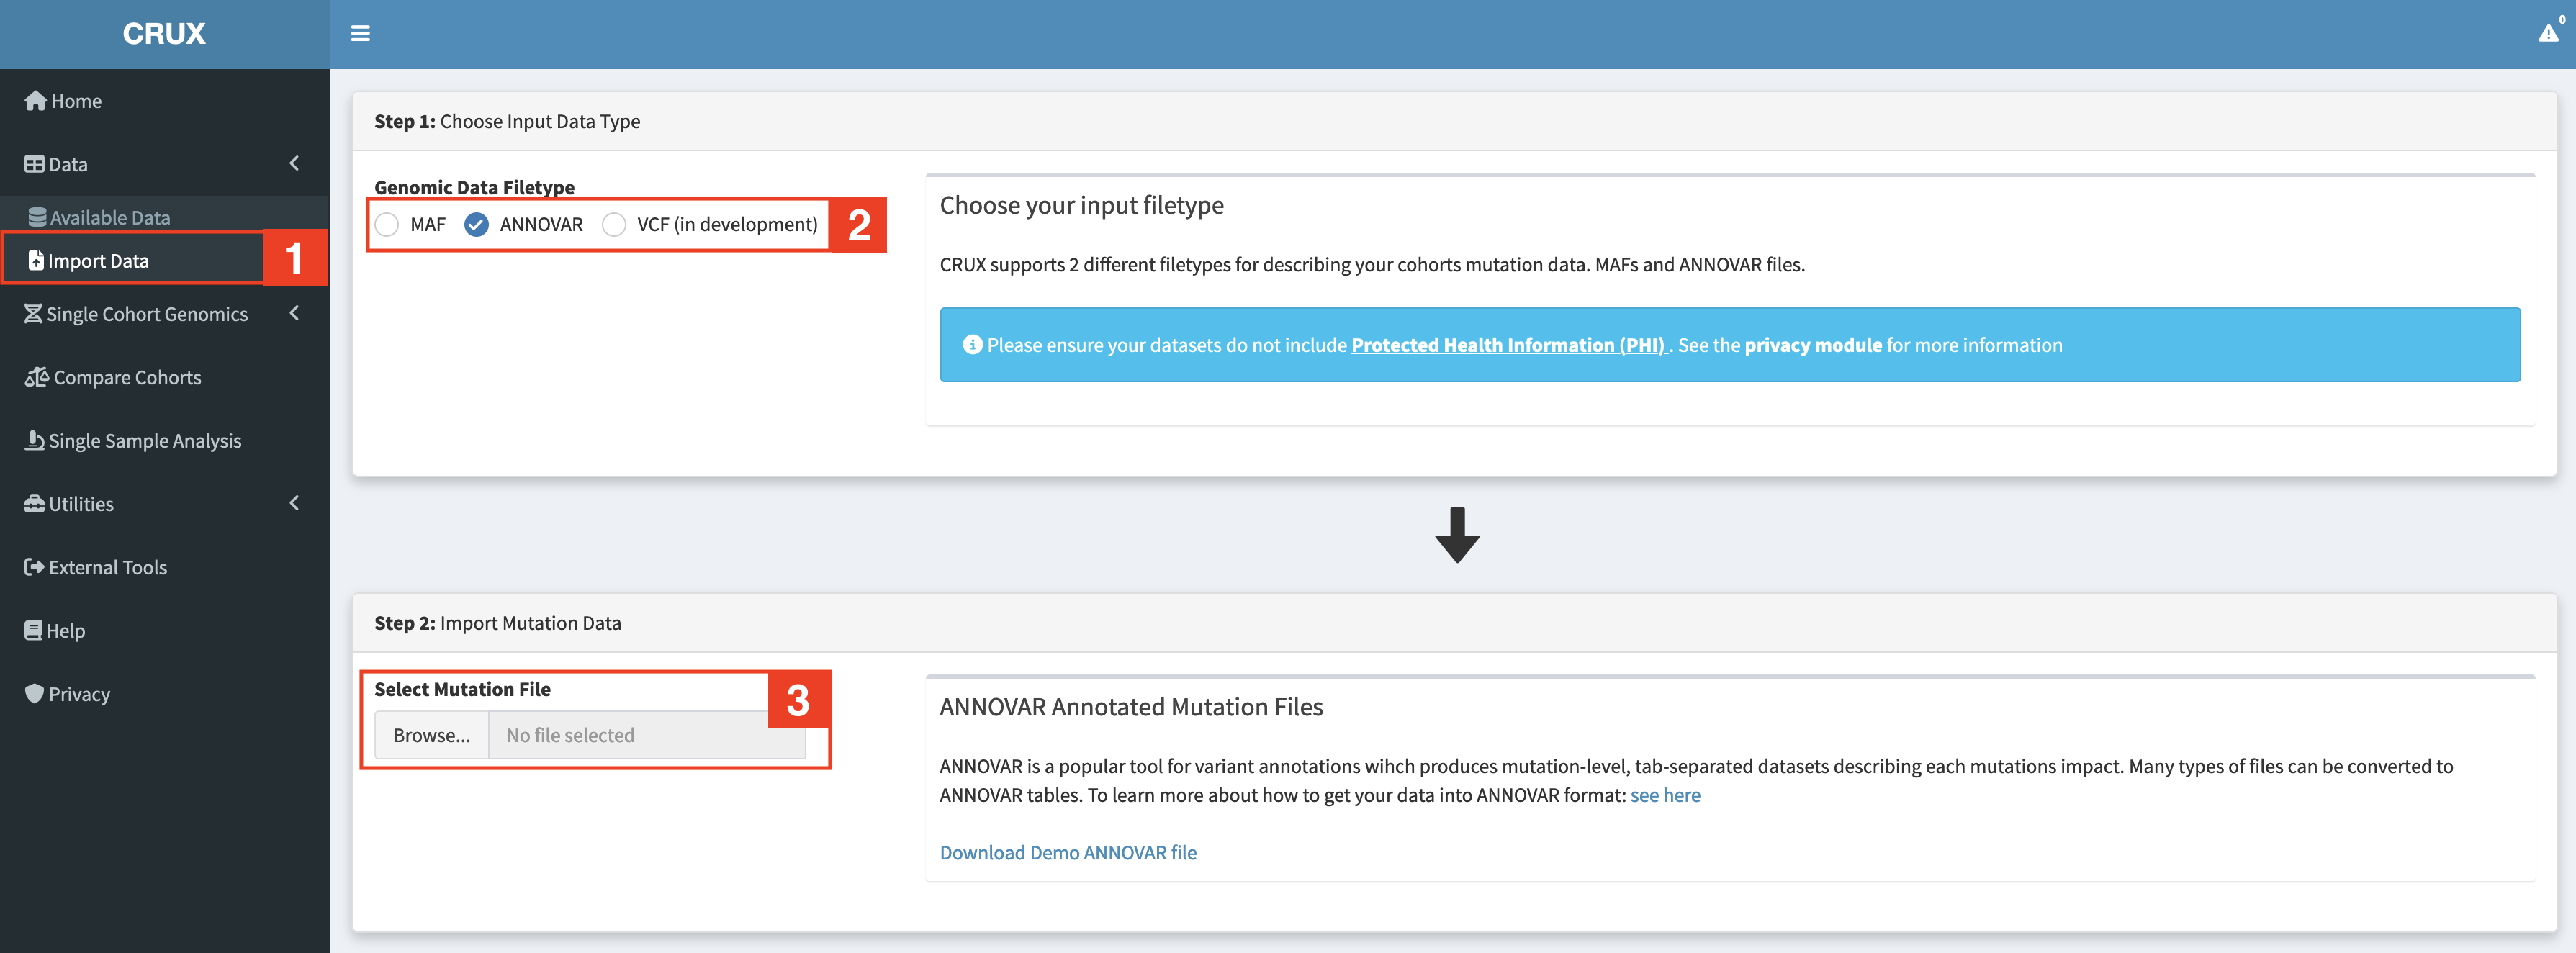 CRUX
0
Home
Data
Available Data
Import Data
1
Single Cohort Genomics
Compare Cohorts
Single Sample Analysis
Utilities
External Tools
Help
Privacy
Step 1: Choose Input Data Type
Genomic Data Filetype
MAF ANNOVAR VCF (in development)
2
Choose your input filetype
CRUX supports 2 different filetypes for describing your cohorts mutation data. MAFs and ANNOVAR files.
Please ensure your datasets do not include Protected Health Information (PHI) . See the privacy module for more information
Step 2: Import Mutation Data
Select Mutation File
3
Browse... No file selected
ANNOVAR Annotated Mutation Files
ANNOVAR is a popular tool for variant annotations wihch produces mutation-level, tab-separated datasets describing each mutations impact. Many types of files can be converted to
ANNOVAR tables. To learn more about how to get your data into ANNOVAR format: see here
Download Demo ANNOVAR file